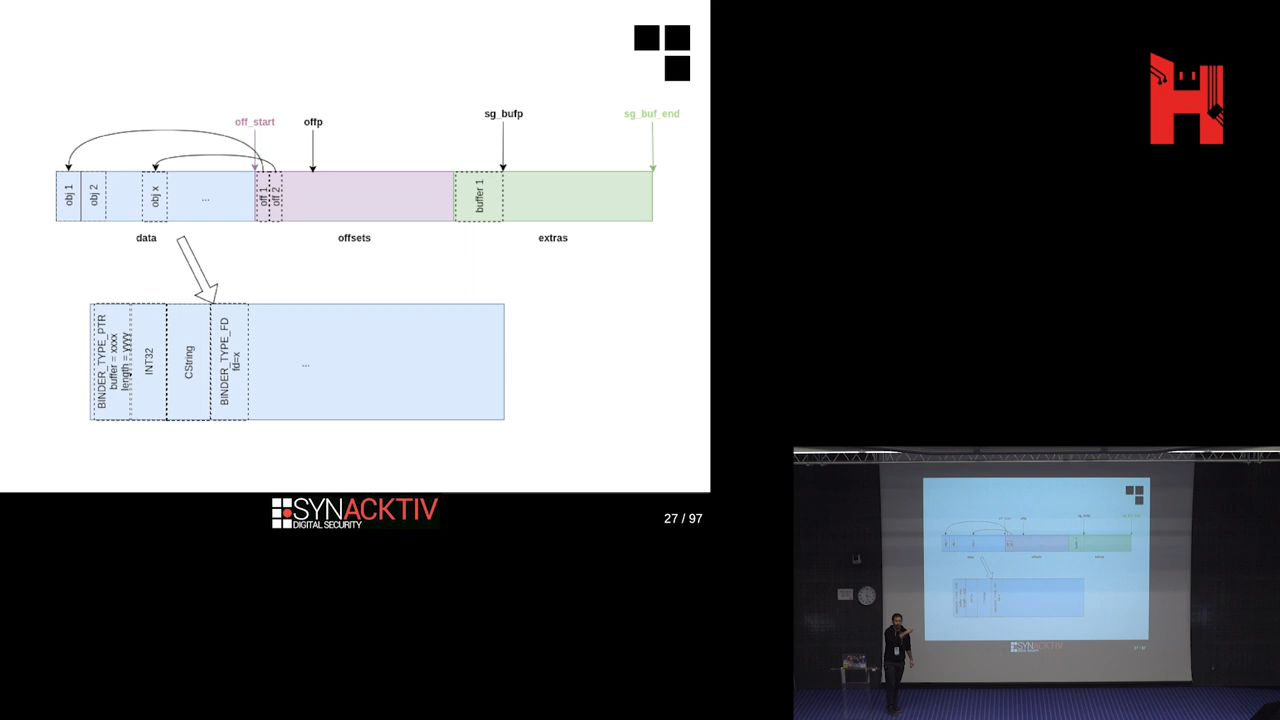 off_start
offp
sg_bufp
sg_buf_end
obj 1
obj 2
obj x
...
off 1
off 2
buffer 1
data
offsets
extras
BINDER_TYPE_PTR
buffer = xxxx
length = yyyy
INT32
CString
BINDER_TYPE_FD
fd=x
...
SYNACKTIV
DIGITAL SECURITY
27 / 97
H
SYNACKTIV